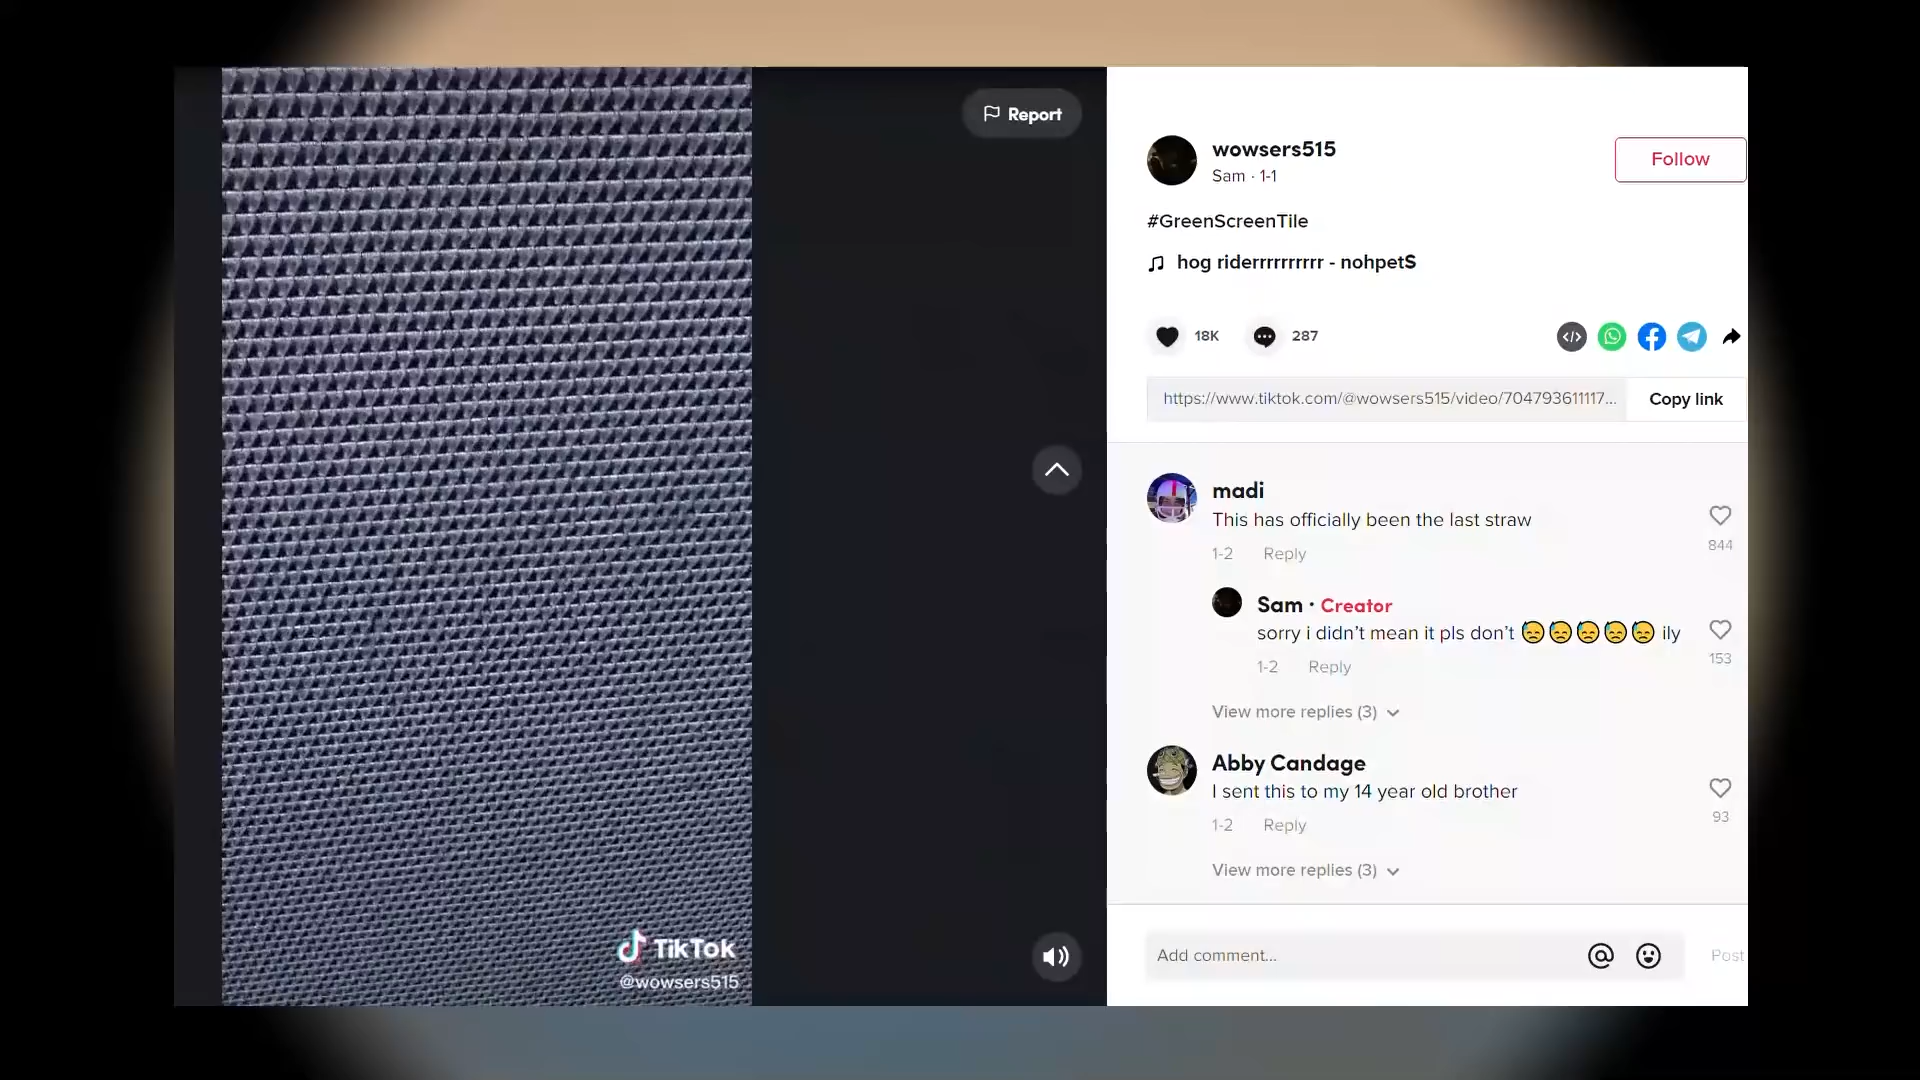 Report
wowsers515
Sam · 1-1
Follow
#GreenScreenTile
hog riderrrrrrrrrr - nohpetS
18K
287
https://www.tiktok.com/@wowsers515/video/704793611117...
Copy link
madi
This has officially been the last straw
1-2 Reply
844
Sam · Creator
sorry i didn’t mean it pls don’t 😓😓😓😓😓 ily
1-2 Reply
153
View more replies (3)
Abby Candage
I sent this to my 14 year old brother
1-2 Reply
93
View more replies (3)
TikTok
@wowsers515
Add comment...
Post